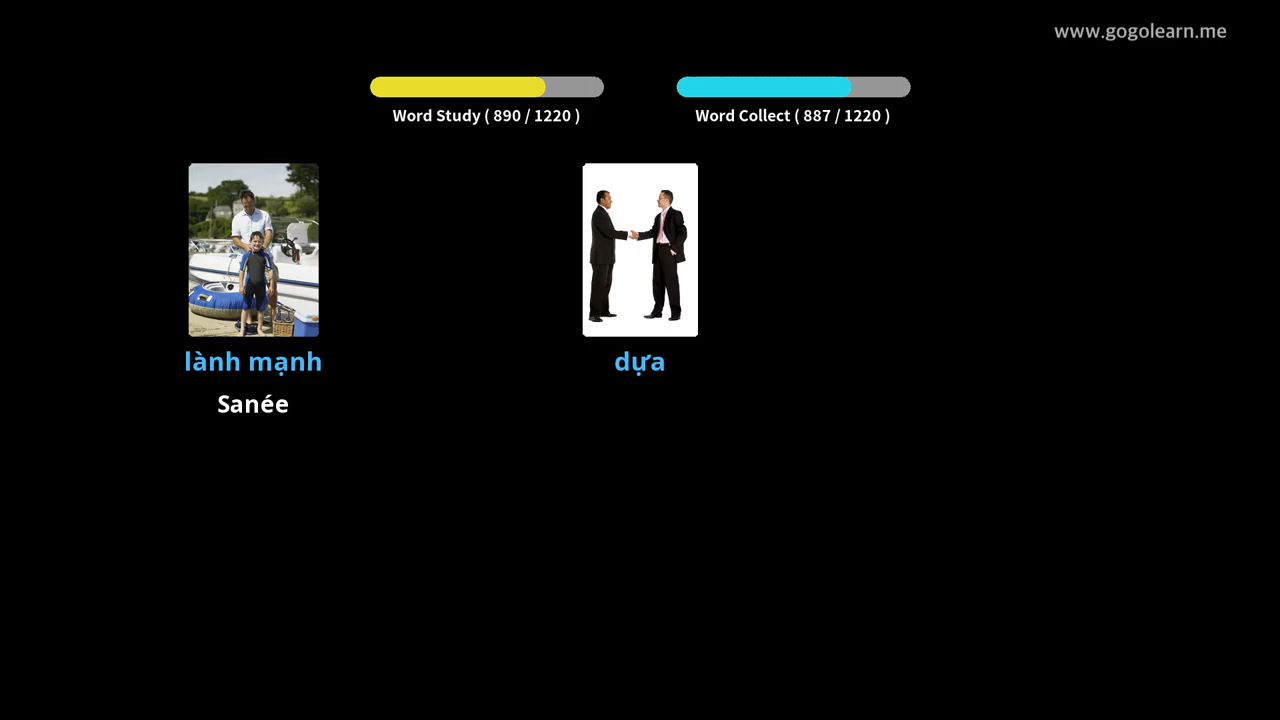 www.gogolearn.me
Word Study ( 890 / 1220 )
Word Collect ( 887 / 1220 )
lành mạnh
dựa
Sanée